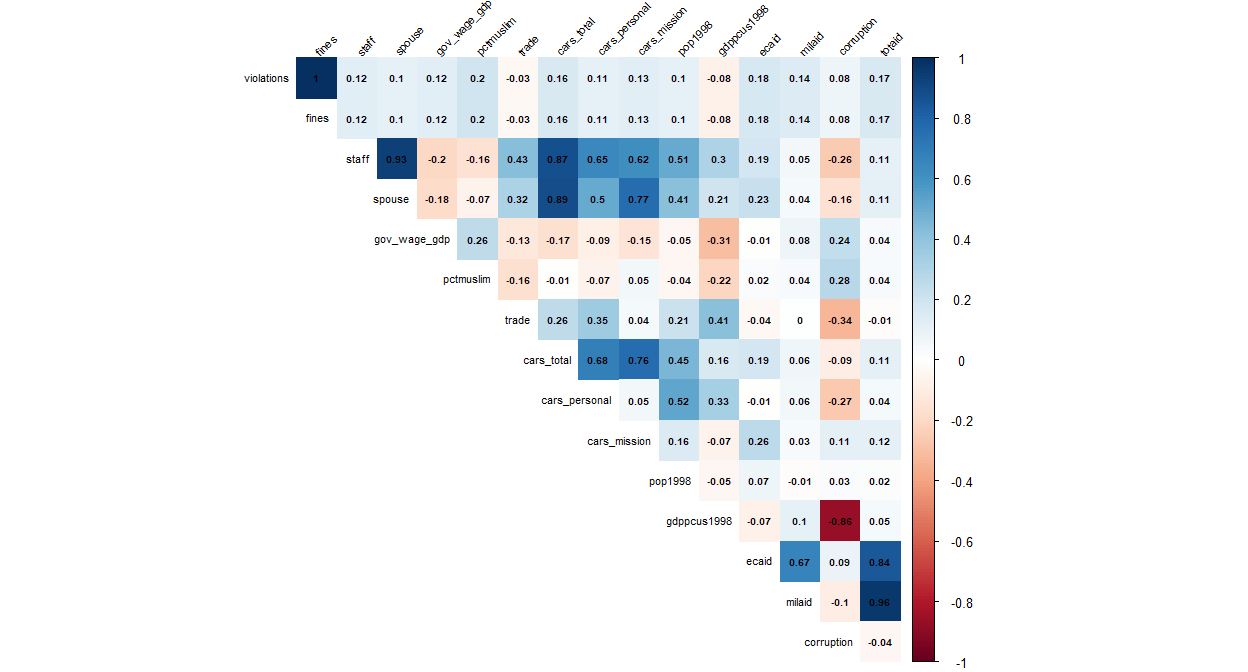 fines staff spouse gov_wage_gdp pctmuslim trade cars_total cars_personal cars_mission pop1998 gdppcus1998 ecaid milaid corruption totaid
violations 1 0.12 0.1 0.12 0.2 -0.03 0.16 0.11 0.13 0.1 -0.08 0.18 0.14 0.08 0.17
fines 0.12 0.1 0.12 0.2 -0.03 0.16 0.11 0.13 0.1 -0.08 0.18 0.14 0.08 0.17
staff 0.93 -0.2 -0.16 0.43 0.87 0.65 0.62 0.51 0.3 0.19 0.05 -0.26 0.11
spouse -0.18 -0.07 0.32 0.89 0.5 0.77 0.41 0.21 0.23 0.04 -0.16 0.11
gov_wage_gdp 0.26 -0.13 -0.17 -0.09 -0.15 -0.05 -0.31 -0.01 0.08 0.24 0.04
pctmuslim -0.16 -0.01 -0.07 0.05 -0.04 -0.22 0.02 0.04 0.28 0.04
trade 0.26 0.35 0.04 0.21 0.41 -0.04 0 -0.34 -0.01
cars_total 0.68 0.76 0.45 0.16 0.19 0.06 -0.09 0.11
cars_personal 0.05 0.52 0.33 -0.01 0.06 -0.27 0.04
cars_mission 0.16 -0.07 0.26 0.03 0.11 0.12
pop1998 -0.05 0.07 -0.01 0.03 0.02
gdppcus1998 -0.07 0.1 0.05
ecaid 0.67 0.09 0.84
milaid -0.1 0.96
corruption -0.04
1
0.8
0.6
0.4
0.2
0
-0.2
-0.4
-0.6
-0.8
-1